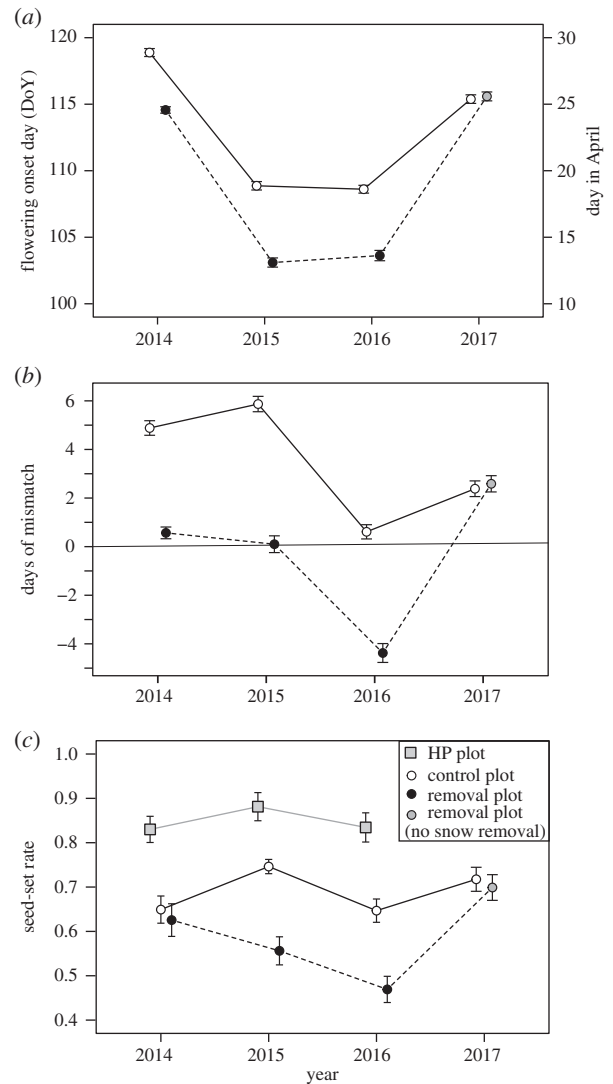 (a)
120
115
110
105
100
flowering onset day (DoY)
30
25
20
15
10
day in April
2014 2015 2016 2017
(b)
6
4
2
0
−2
−4
days of mismatch
2014 2015 2016 2017
(c)
1.0
0.9
0.8
0.7
0.6
0.5
0.4
seed-set rate
HP plot
control plot
removal plot
removal plot
(no snow removal)
2014 2015 2016 2017
year